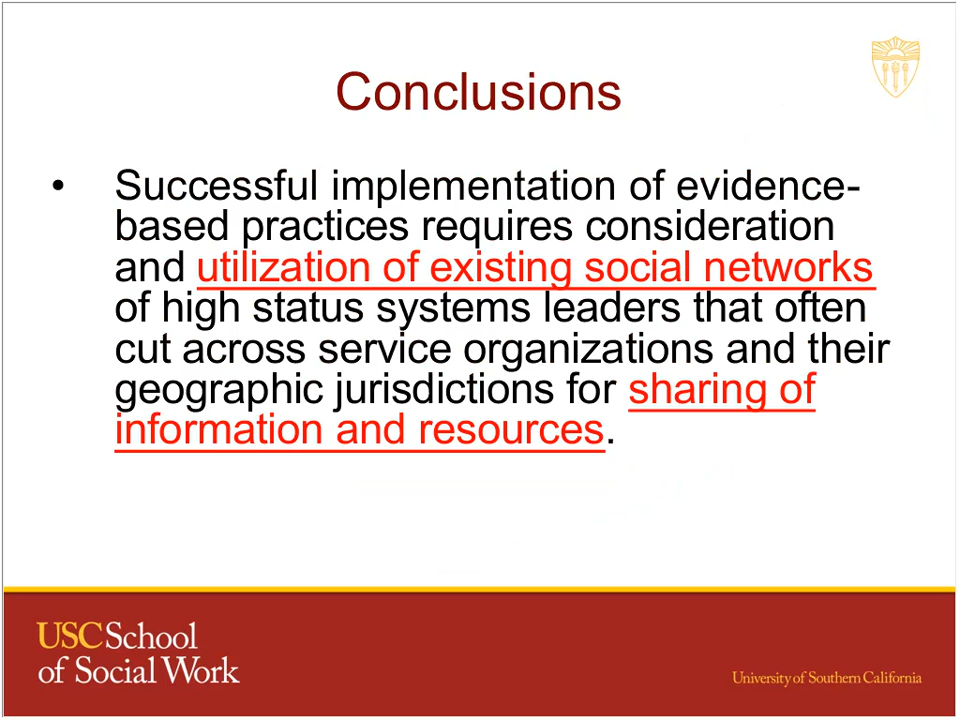 Conclusions
• Successful implementation of evidence-
based practices requires consideration
and utilization of existing social networks
of high status systems leaders that often
cut across service organizations and their
geographic jurisdictions for sharing of
information and resources.
USC School
of Social Work
University of Southern California